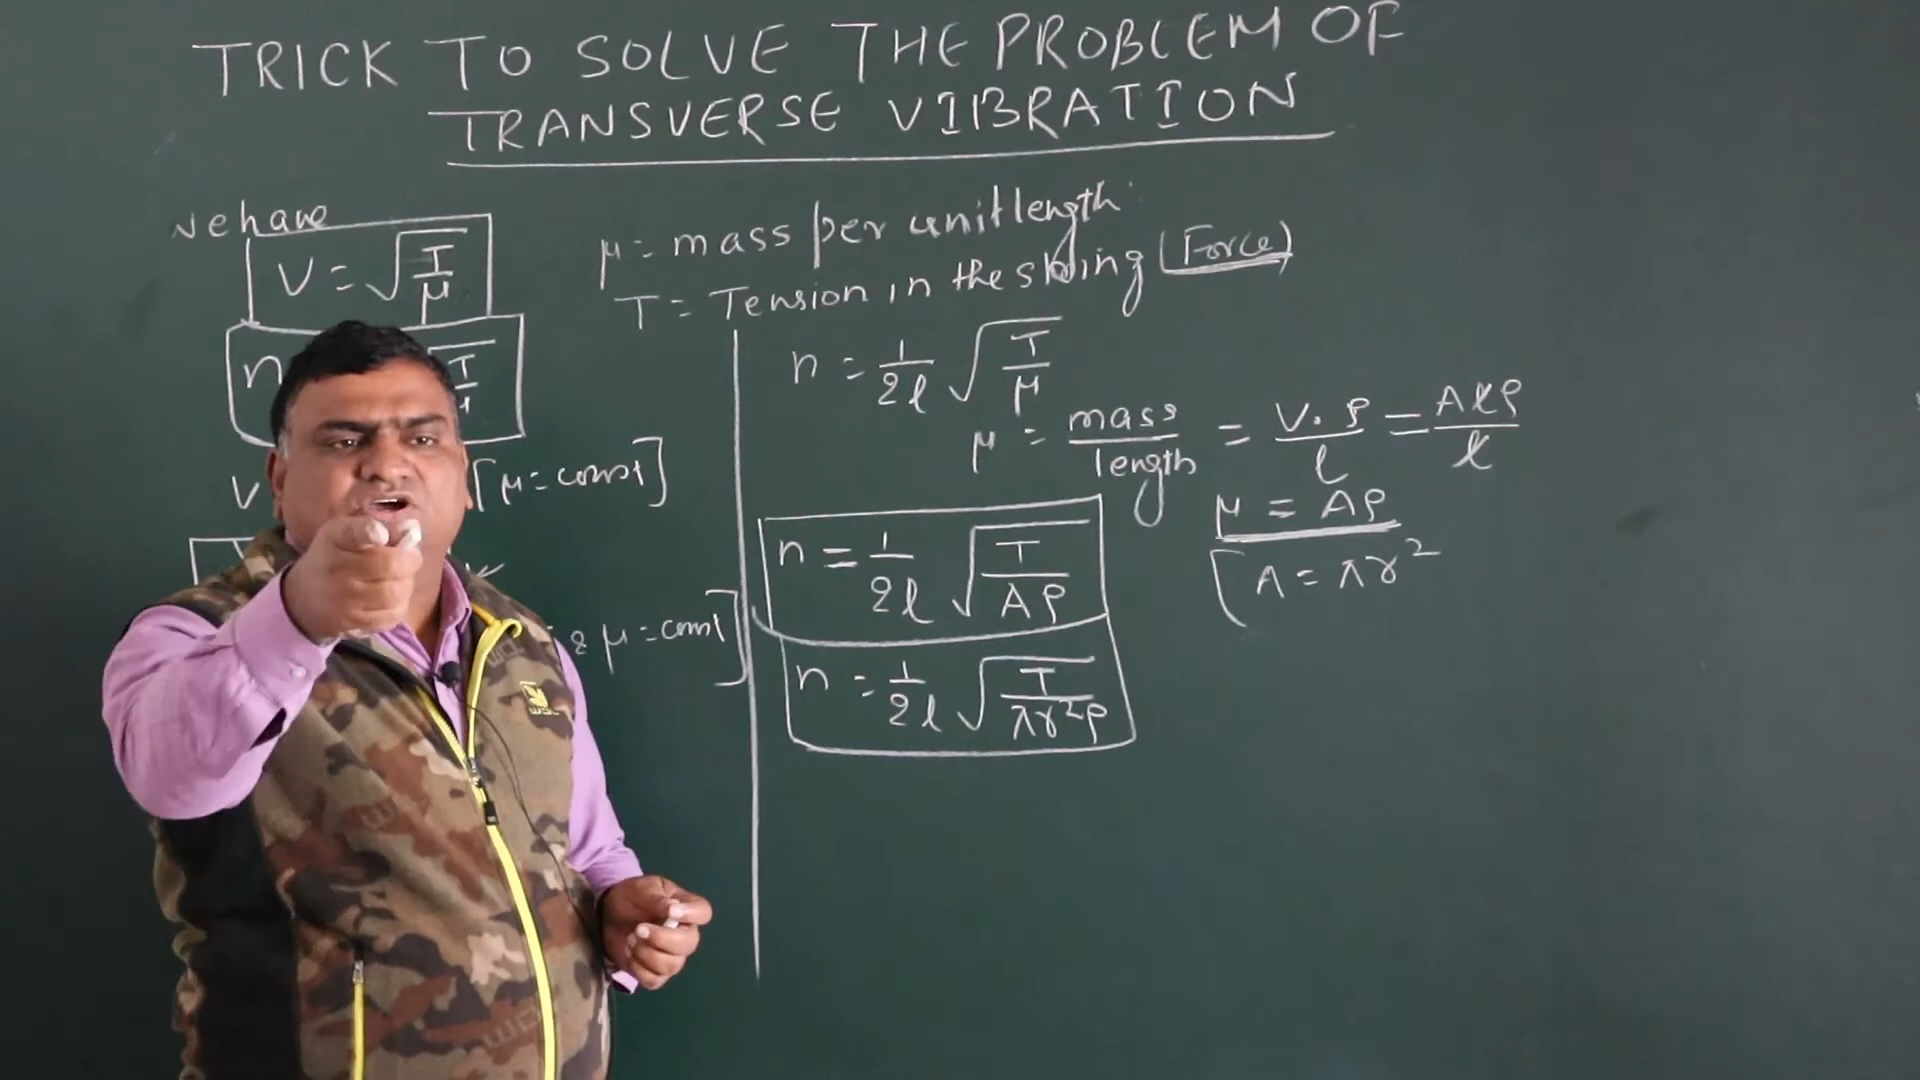 TRICK TO SOLVE THE PROBLEM OF
TRANSVERSE VIBRATION
We have
V = √T/μ
μ = mass per unit length
T = Tension in the string (Force)
n √T/μ
V [μ = const]
& μ = const]
n = 1/2l √T/μ
μ = mass/length = V.ρ/l = Alρ/l
μ = Aρ
[A = πr²
n = 1/2l √T/Aρ
n = 1/2l √T/πr²ρ